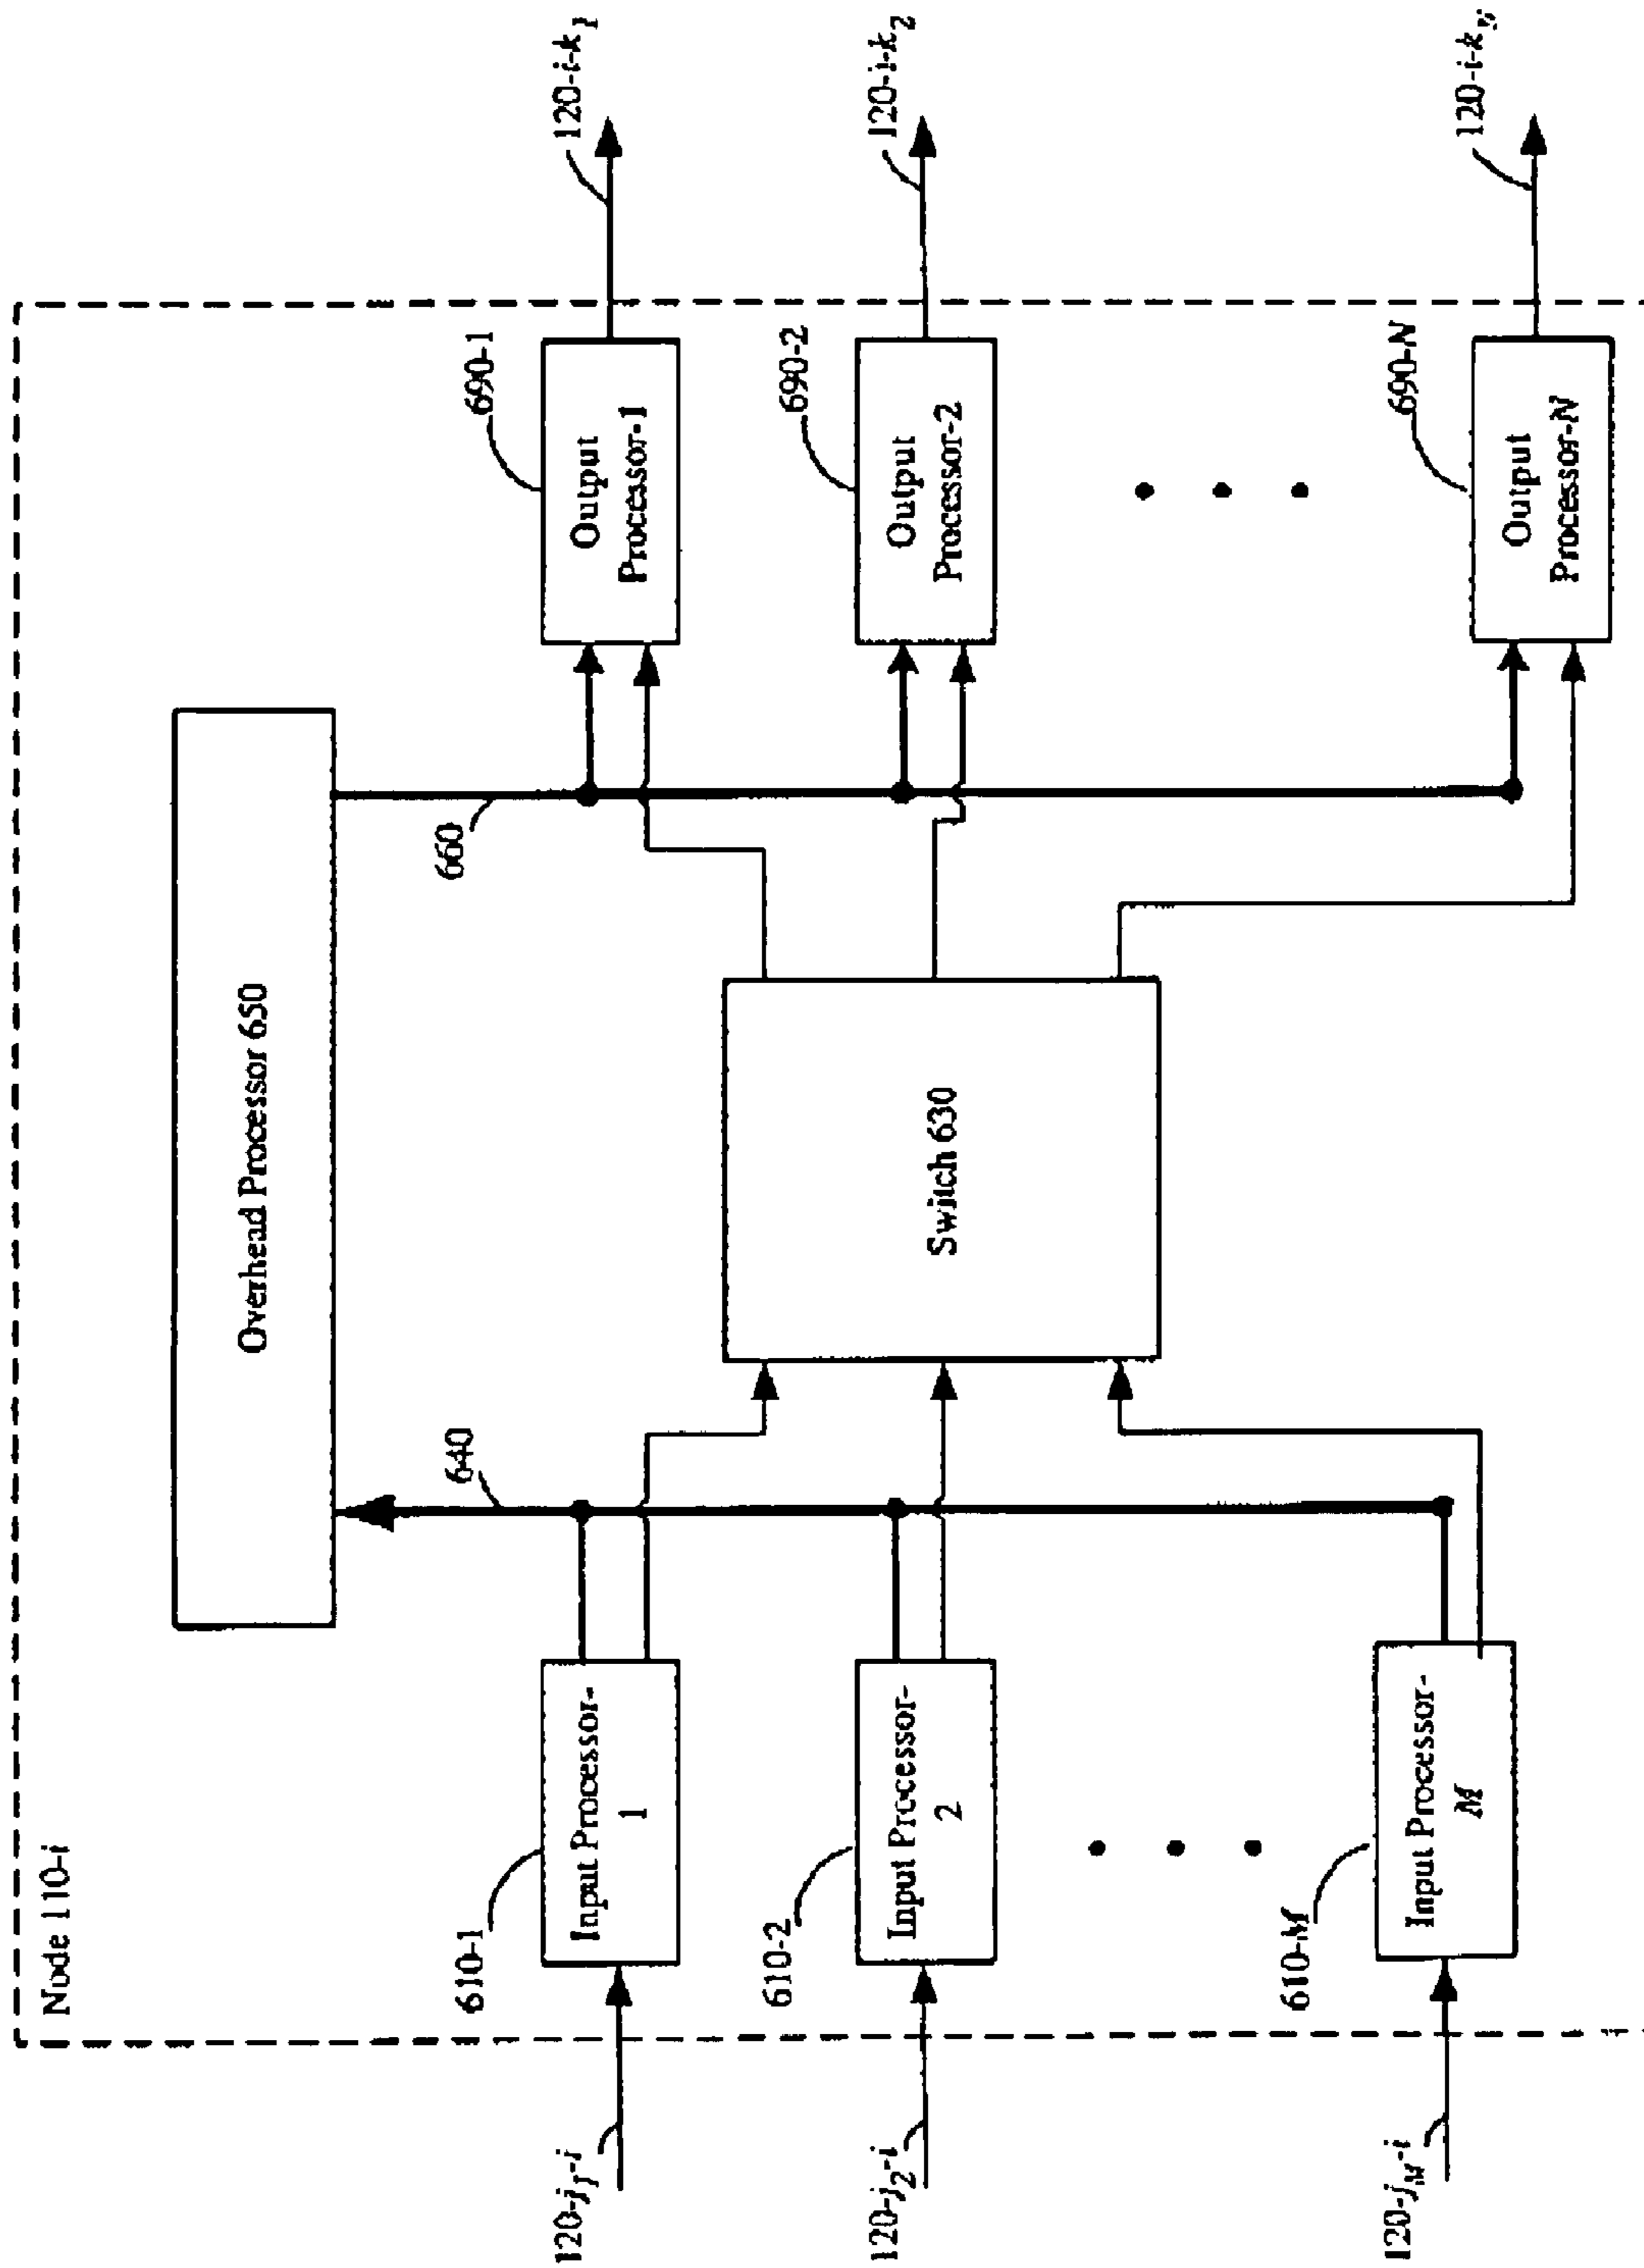 Node 110-i
Overhead Processor 650
640
660
610-1
690-1
120-j1-i
Input Processor-
1
Output
Processor-1
120-i-k1
610-2
690-2
120-j2-i
Input Processor-
2
Switch 630
Output
Processor-2
120-i-k2
610-M
690-N
120-jM-i
Input Processor-
M
Output
Processor-N
120-i-kN